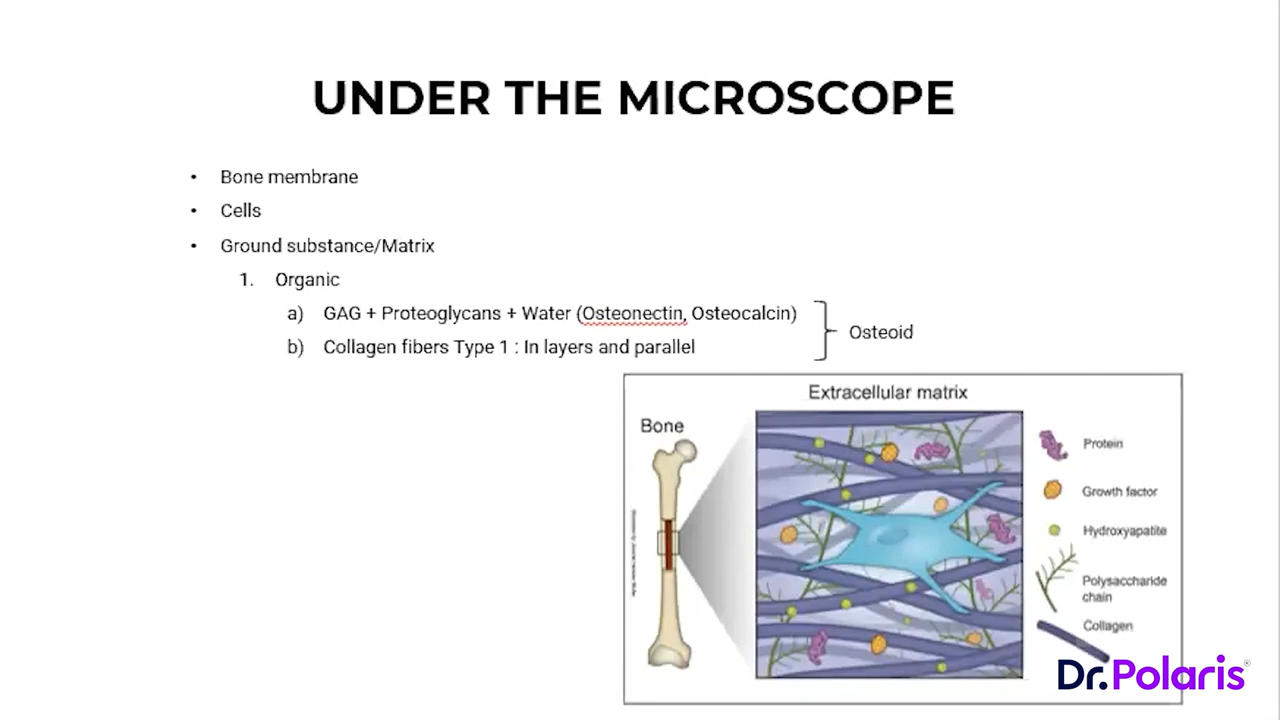 UNDER THE MICROSCOPE
• Bone membrane
• Cells
• Ground substance/Matrix
1. Organic
a) GAG + Proteoglycans + Water (Osteonectin, Osteocalcin)
b) Collagen fibers Type 1 : In layers and parallel
Osteoid
Extracellular matrix
Bone
Protein
Growth factor
Hydroxyapatite
Polysaccharide
chain
Collagen
Dr.Polaris®